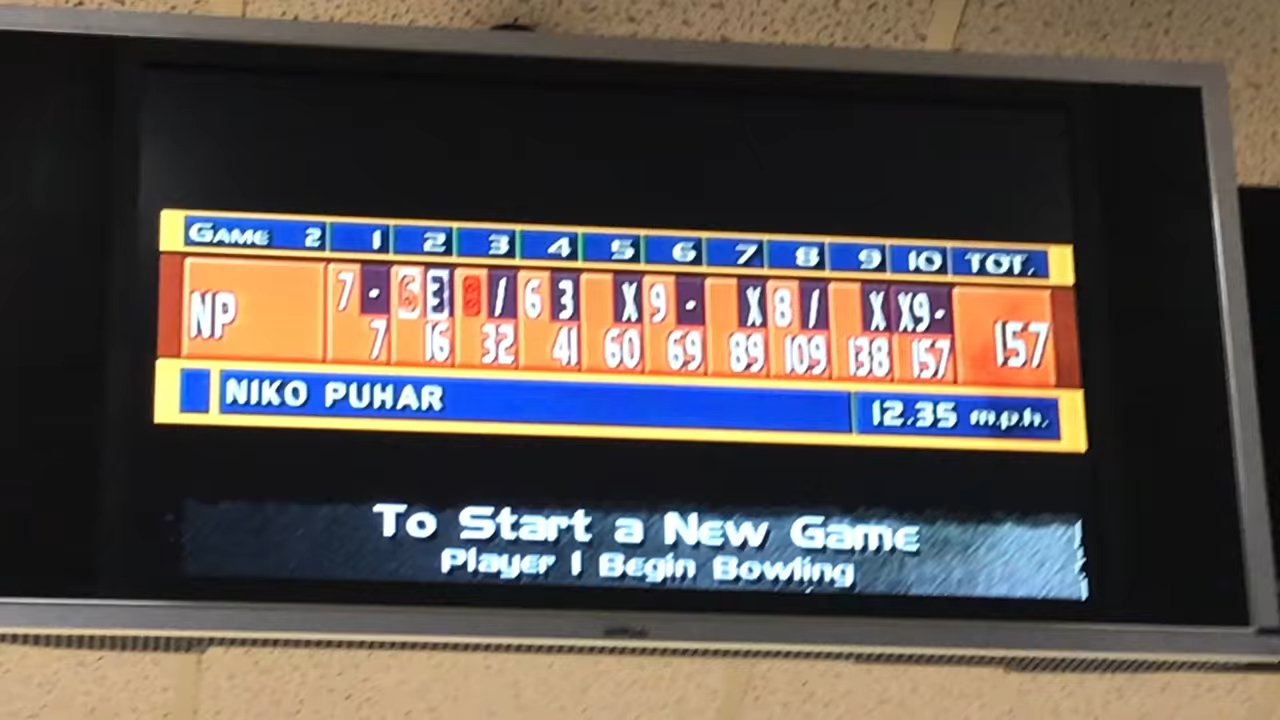 GAME 2 1 2 3 4 5 6 7 8 9 10 TOT.
NP 7 - 6 3 8 / 6 3 X 9 - X 8 / X X9-
7 16 32 41 60 69 89 109 138 157 157
NIKO PUHAR 12.35 m.p.h.
To Start a New Game
Player 1 Begin Bowling